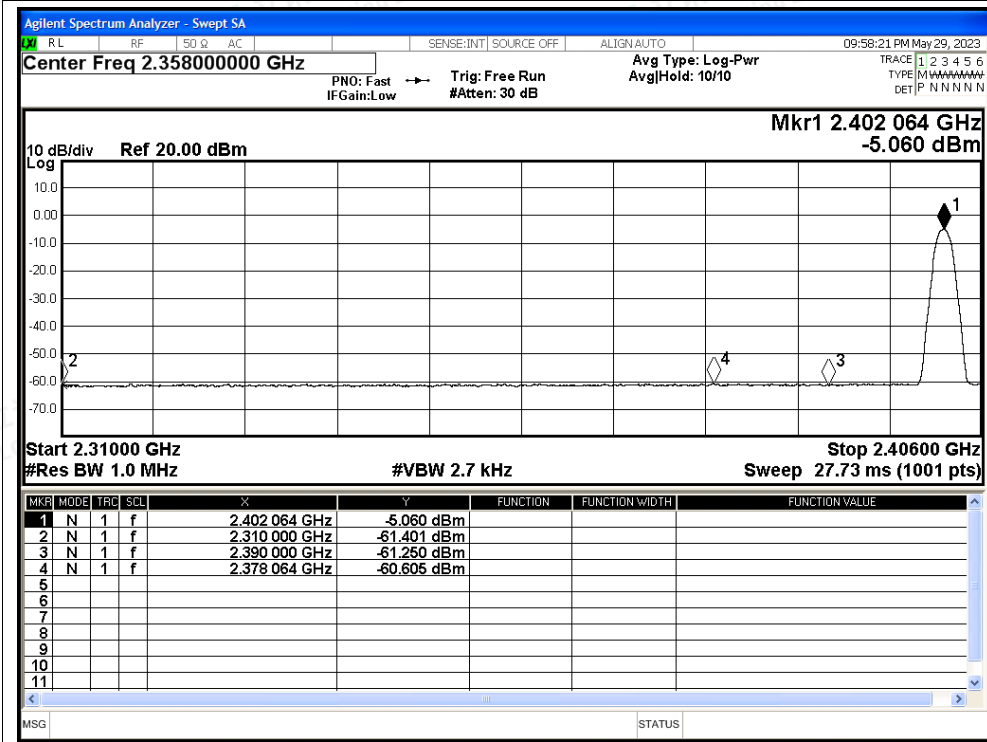 Agilent Spectrum Analyzer - Swept SA
LXI RL RF 50 Ω AC SENSE:INT SOURCE OFF ALIGN AUTO 09:58:21 PM May 29, 2023
Center Freq 2.358000000 GHz Avg Type: Log-Pwr TRACE 1 2 3 4 5 6
PNO: Fast Trig: Free Run Avg|Hold: 10/10 TYPE M WWWWW
IFGain:Low #Atten: 30 dB DET P N N N N N
Mkr1 2.402 064 GHz
10 dB/div Ref 20.00 dBm -5.060 dBm
Log
10.0
0.00 1
-10.0
-20.0
-30.0
-40.0
-50.0 2 4 3
-60.0
-70.0
Start 2.31000 GHz Stop 2.40600 GHz
#Res BW 1.0 MHz #VBW 2.7 kHz Sweep 27.73 ms (1001 pts)
MKR MODE TRC SCL X Y FUNCTION FUNCTION WIDTH FUNCTION VALUE
1 N 1 f 2.402 064 GHz -5.060 dBm
2 N 1 f 2.310 000 GHz -61.401 dBm
3 N 1 f 2.390 000 GHz -61.250 dBm
4 N 1 f 2.378 064 GHz -60.605 dBm
5
6
7
8
9
10
11
MSG STATUS